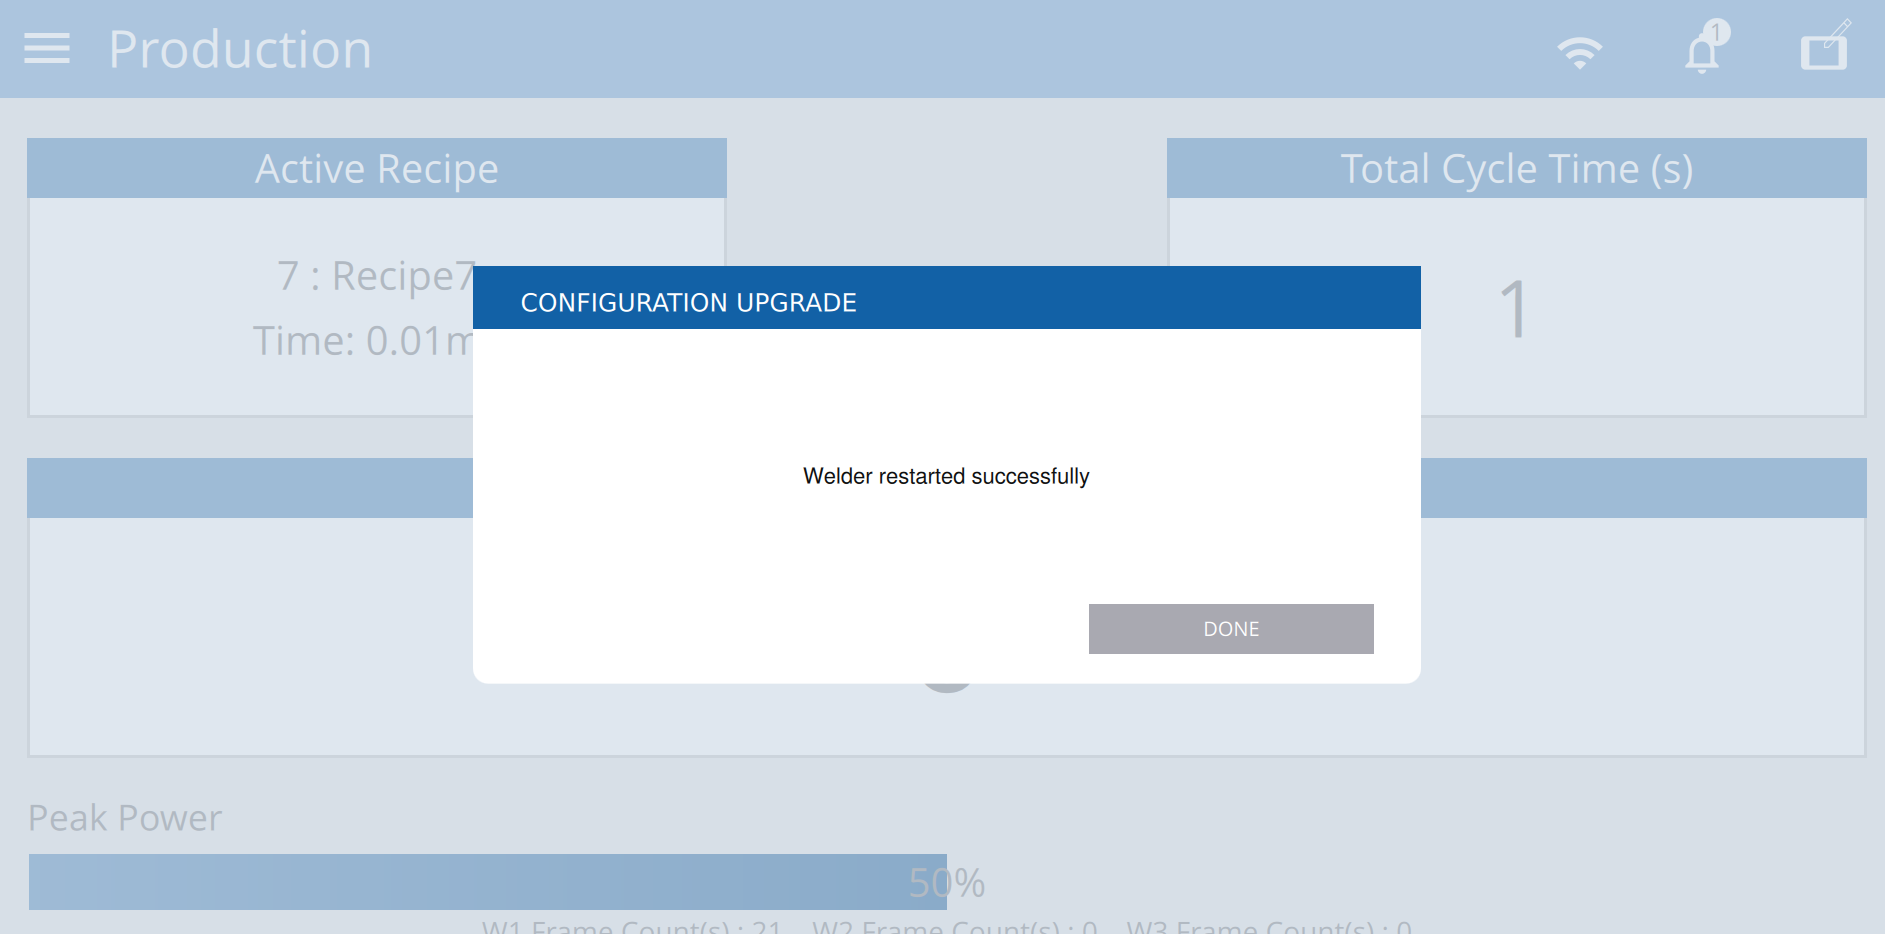 Production
1
Active Recipe
Total Cycle Time (s)
7 : Recipe7
Time: 0.01m
1
CONFIGURATION UPGRADE
Welder restarted successfully
DONE
Peak Power
50%
W1 Frame Count(s) : 21 W2 Frame Count(s) : 0 W3 Frame Count(s) : 0